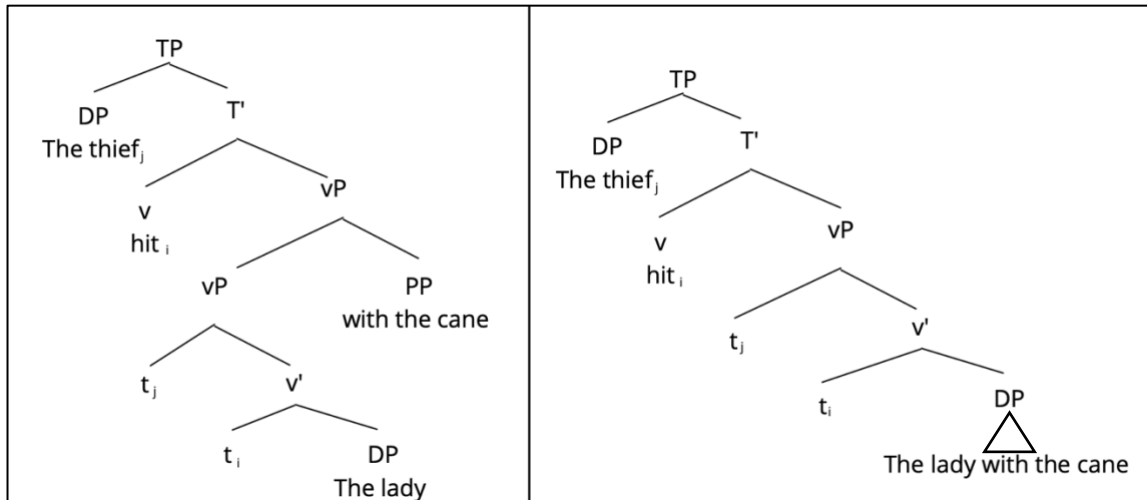 TP
DP
T'
The thief j
v
vP
hit i
vP
PP
with the cane
t j
v'
t i
DP
The lady
TP
DP
T'
The thief j
v
vP
hit i
t j
v'
t i
DP
The lady with the cane